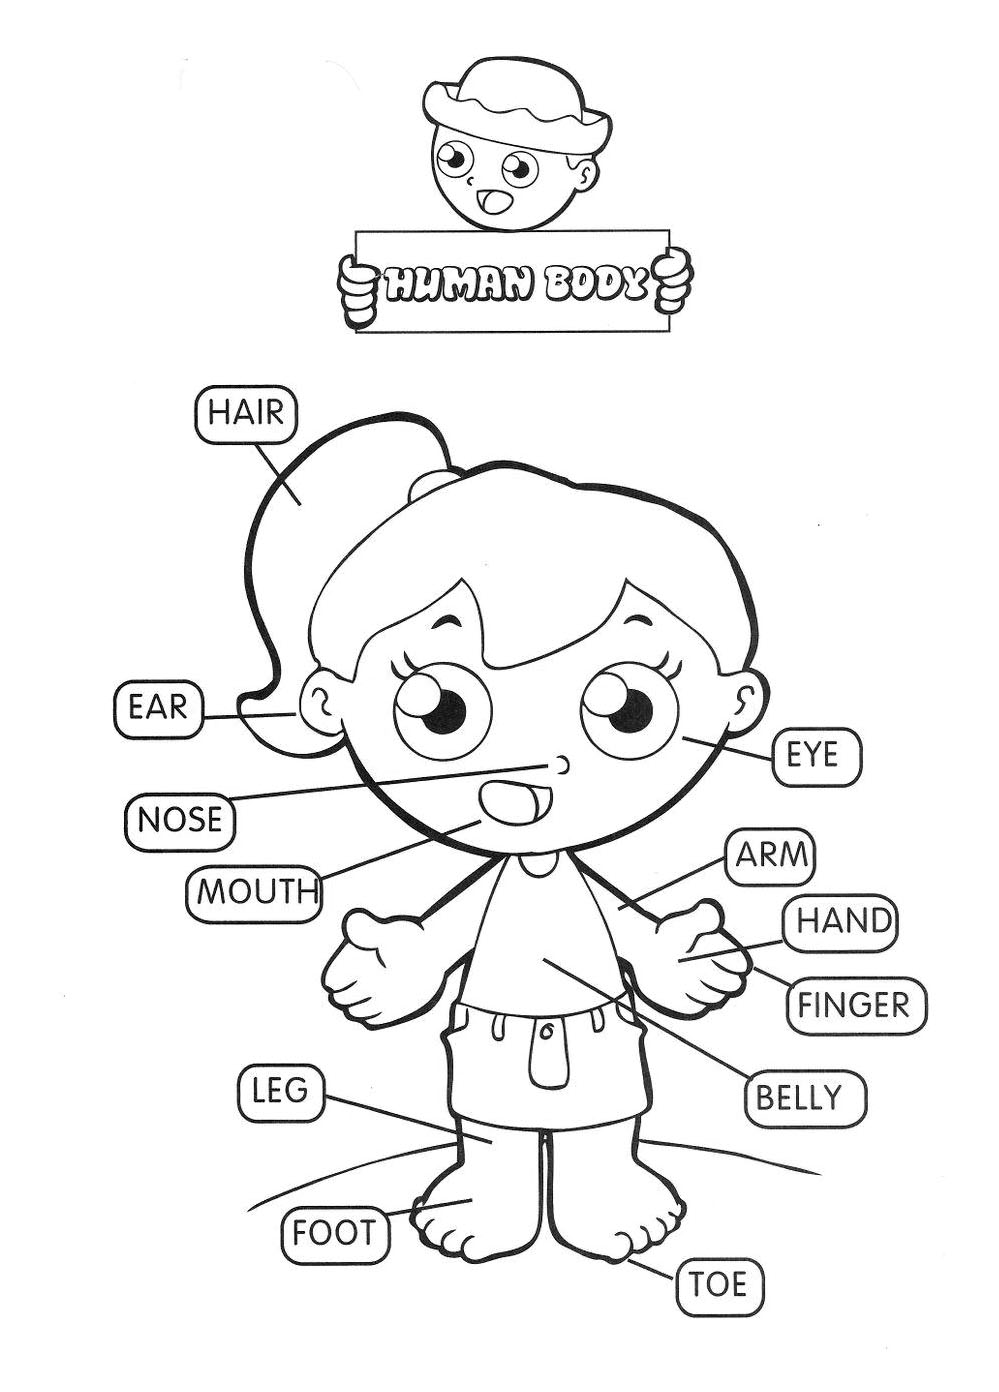 HUMAN BODY
HAIR
EAR
EYE
NOSE
ARM
MOUTH
HAND
FINGER
LEG
BELLY
FOOT
TOE